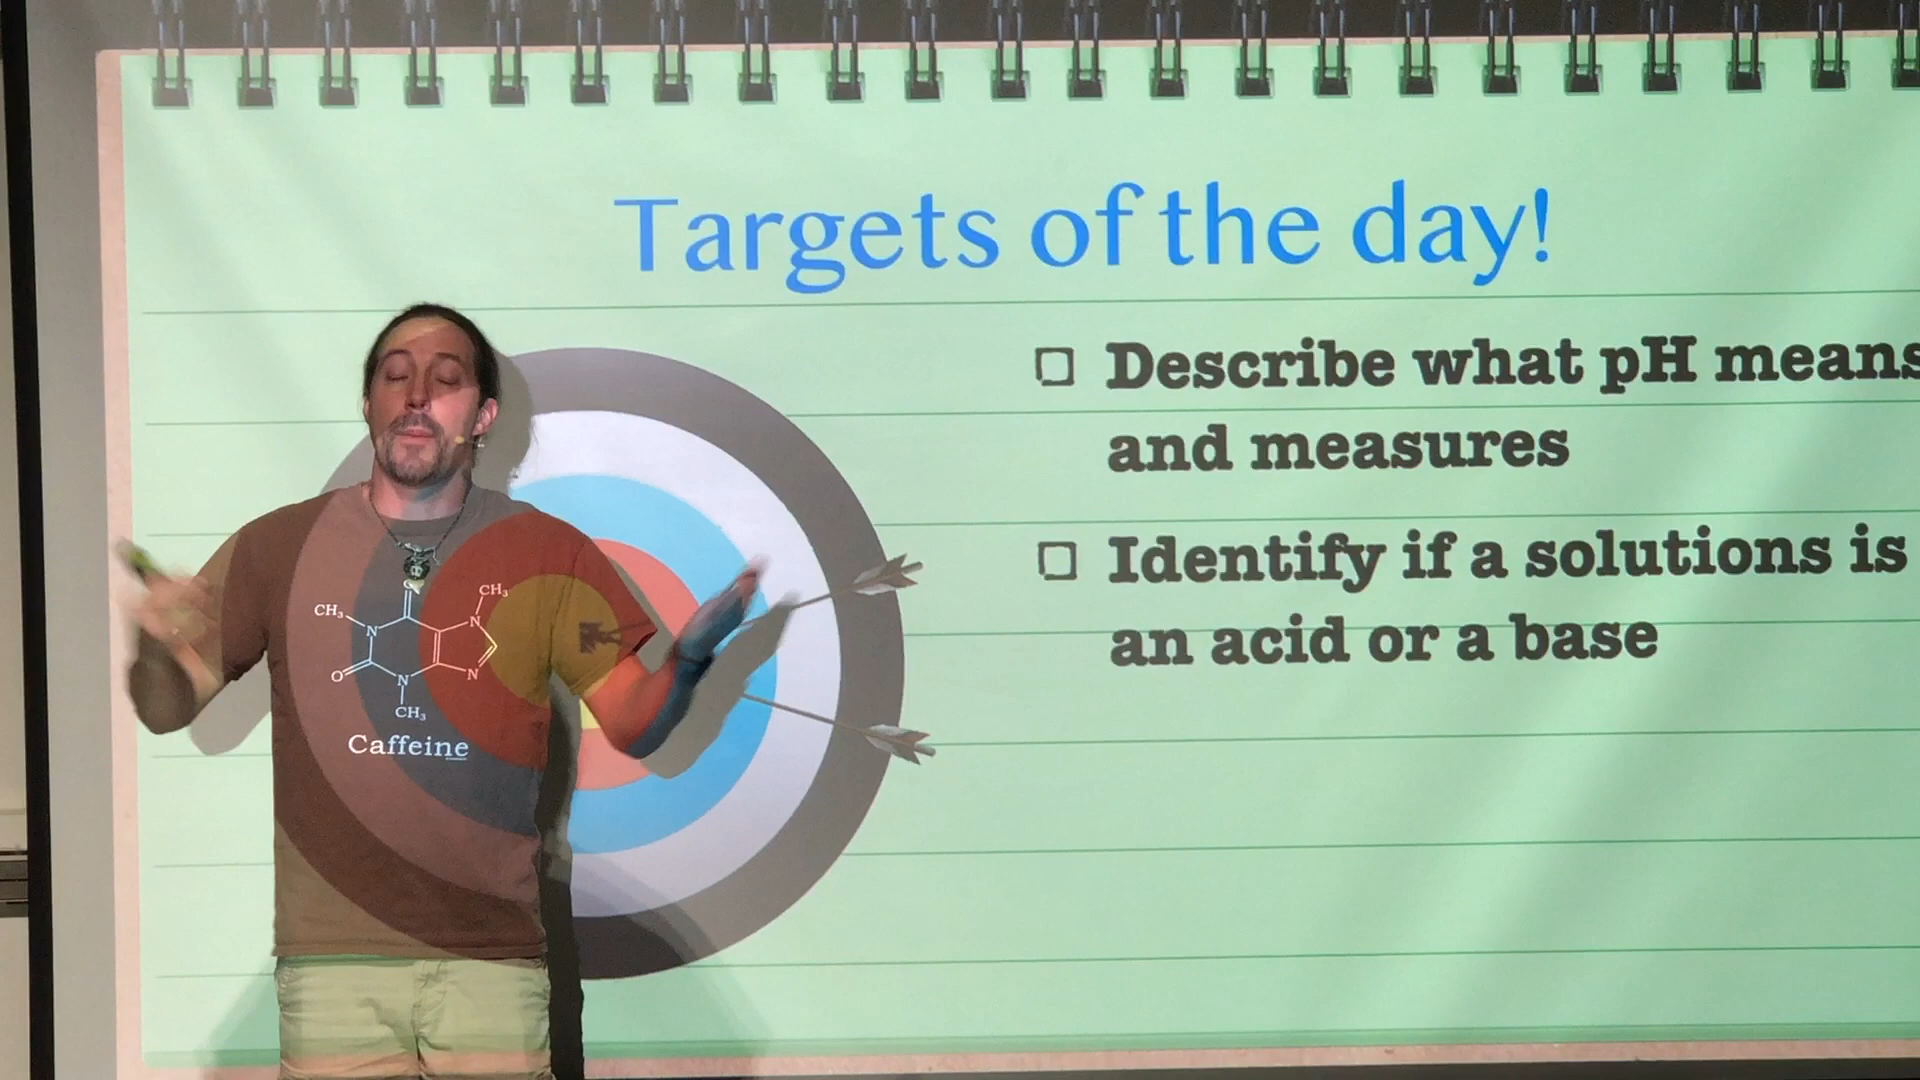 Targets of the day!
☐ Describe what pH means
and measures
☐ Identify if a solutions is
an acid or a base
CH₃
CH₃
N
N
O
N
N
CH₃
Caffeine